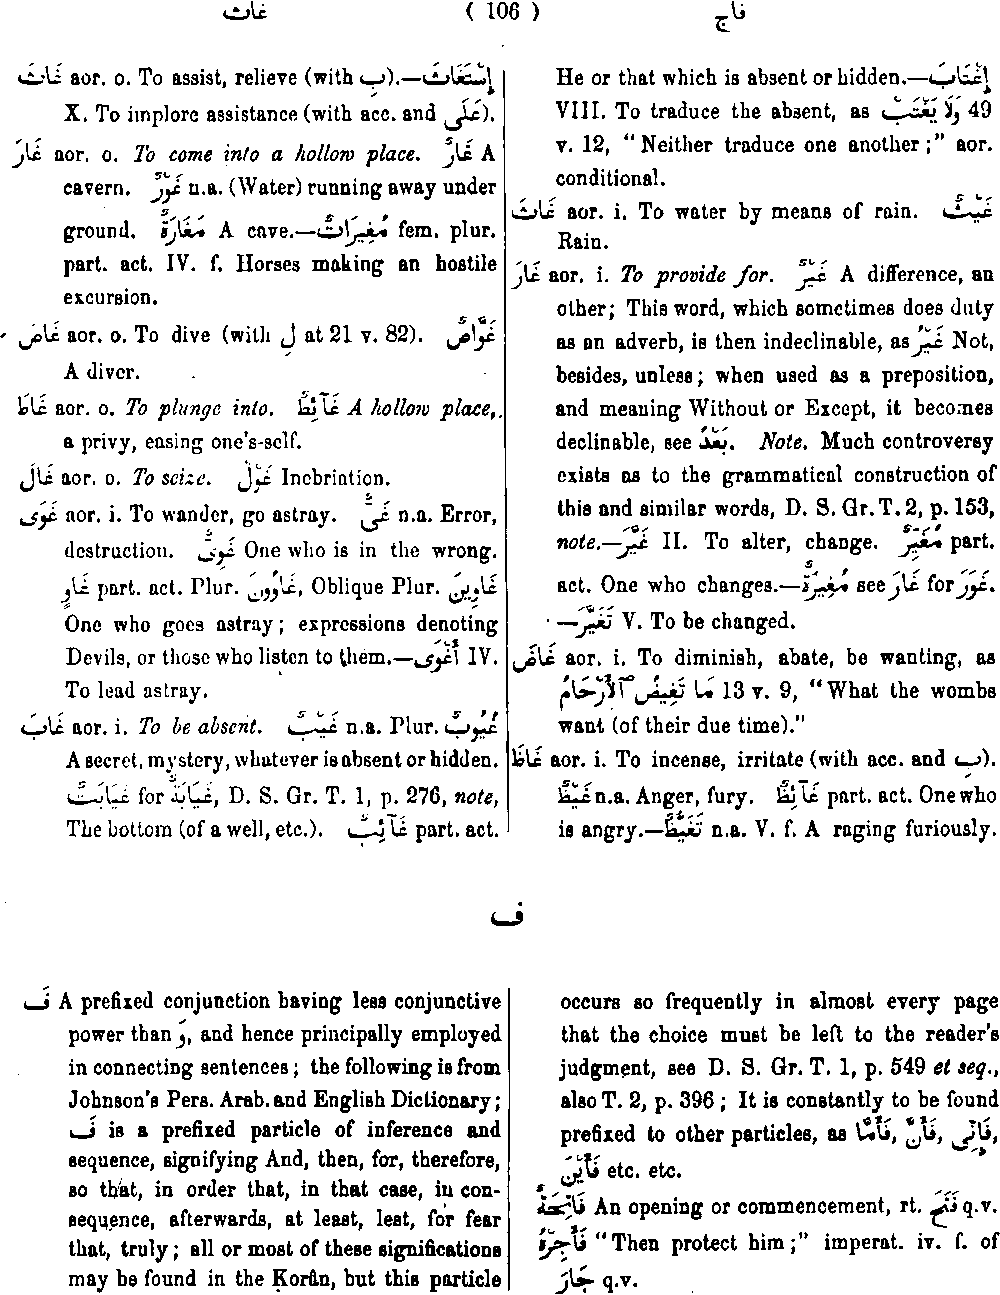 غاث ( 106 ) فاج
غَاثَ aor. o. To assist, relieve (with بِ).—إِسْتَغَاثَ
X. To implore assistance (with acc. and عَلَي).
غَارَ aor. o. To come into a hollow place. غَارٌ A
cavern. غَوْرٌ n.a. (Water) running away under
ground. مَغَارَةٌ A cave.—مُغِيرَاتٌ fem. plur.
part. act. IV. f. Horses making an hostile
excursion.
غَاصَ aor. o. To dive (with لِ at 21 v. 82). غَوَّاصٌ
A diver.
غَاطَ aor. o. To plunge into. غَآئِطٌ A hollow place,
a privy, easing one's-self.
غَالَ aor. o. To seize. غَوْلٌ Inebriation.
غَوَى aor. i. To wander, go astray. غَيٌّ n.a. Error,
destruction. غَوِيٌّ One who is in the wrong.
غَاوٍ part. act. Plur. غَاوُونَ, Oblique Plur. غَاوِينَ
One who goes astray; expressions denoting
Devils, or those who listen to them.—أَغْوَى IV.
To lead astray.
غَابَ aor. i. To be absent. غَيْبٌ n.a. Plur. غُيُوبٌ
A secret, mystery, whatever is absent or hidden.
غَيَابَتٌ for غَيَابَةٌ, D. S. Gr. T. 1, p. 276, note,
The bottom (of a well, etc.). غَآئِبٌ part. act.
He or that which is absent or hidden.—إِغْتَابَ
VIII. To traduce the absent, as وَلَا يَغْتَبْ 49
v. 12, "Neither traduce one another;" aor.
conditional.
غَاثَ aor. i. To water by means of rain. غَيْثٌ
Rain.
غَارَ aor. i. To provide for. غَيْرٌ A difference, an
other; This word, which sometimes does duty
as an adverb, is then indeclinable, as غَيْرُ Not,
besides, unless; when used as a preposition,
and meaning Without or Except, it becomes
declinable, see بَعْدُ. Note. Much controversy
exists as to the grammatical construction of
this and similar words, D. S. Gr. T. 2, p. 153,
note.—غَيَّرَ II. To alter, change. مُغَيِّرٌ part.
act. One who changes.—مُغِيرَةٌ see غَارَ for غَوَرَ.
—تَغَيَّرَ V. To be changed.
غَاضَ aor. i. To diminish, abate, be wanting, as
مَا تَغِيضُ ٱلْأَرْحَامُ 13 v. 9, "What the wombs
want (of their due time)."
غَاظَ aor. i. To incense, irritate (with acc. and بِ).
غَيْظٌ n.a. Anger, fury. غَآئِظٌ part. act. One who
is angry.—تَغَيُّظٌ n.a. V. f. A raging furiously.
ف
فَ A prefixed conjunction having less conjunctive
power than وَ, and hence principally employed
in connecting sentences; the following is from
Johnson's Pers. Arab. and English Dictionary;
فَ is a prefixed particle of inference and
sequence, signifying And, then, for, therefore,
so that, in order that, in that case, in con-
sequence, afterwards, at least, lest, for fear
that, truly; all or most of these significations
may be found in the Ḳorân, but this particle
occurs so frequently in almost every page
that the choice must be left to the reader's
judgment, see D. S. Gr. T. 1, p. 549 et seq.,
also T. 2, p. 396; It is constantly to be found
prefixed to other particles, as فَأَمَّا, فَأَنَّ, فَإِنِّي,
فَأَيْنَ etc. etc.
فَاتِحَةٌ An opening or commencement, rt. فَتَحَ q.v.
فَأَجِرْهُ "Then protect him;" imperat. iv. f. of
جَارَ q.v.